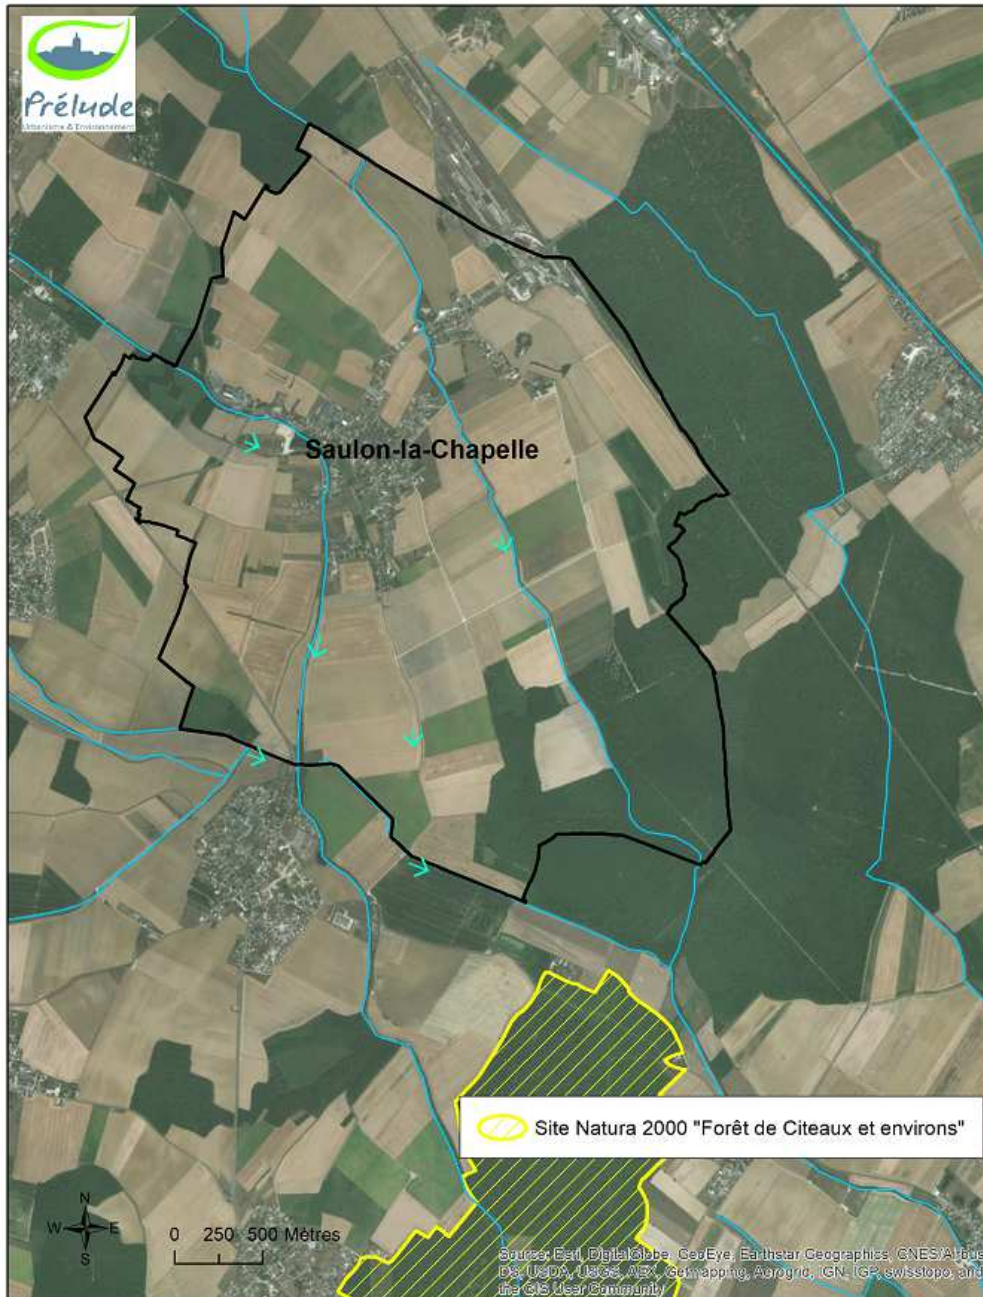 Prélude
Urbanisme & Environnement
Saulon-la-Chapelle
Site Natura 2000 "Forêt de Citeaux et environs"
N
W E
S
0 250 500 Mètres
Source: Esri, DigitalGlobe, GeoEye, Earthstar Geographics, CNES/Airbus
DS, USDA, USGS, AEX, Getmapping, Aerogrid, IGN, IGP, swisstopo, and
the GIS User Community